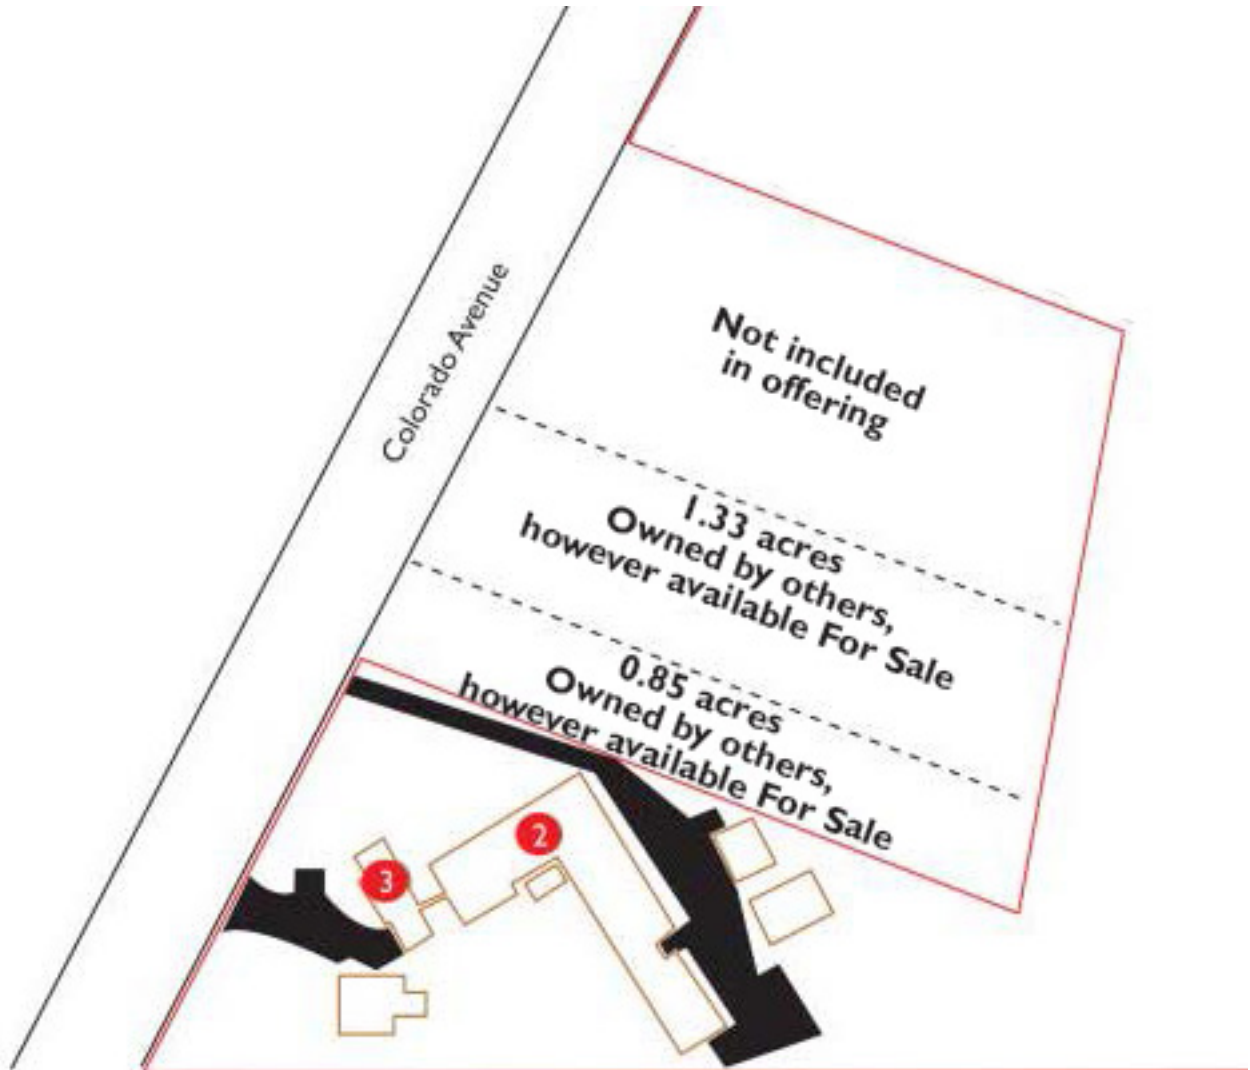 Colorado Avenue
Not included
in offering
1.33 acres
Owned by others,
however available For Sale
0.85 acres
Owned by others,
however available For Sale
2
3